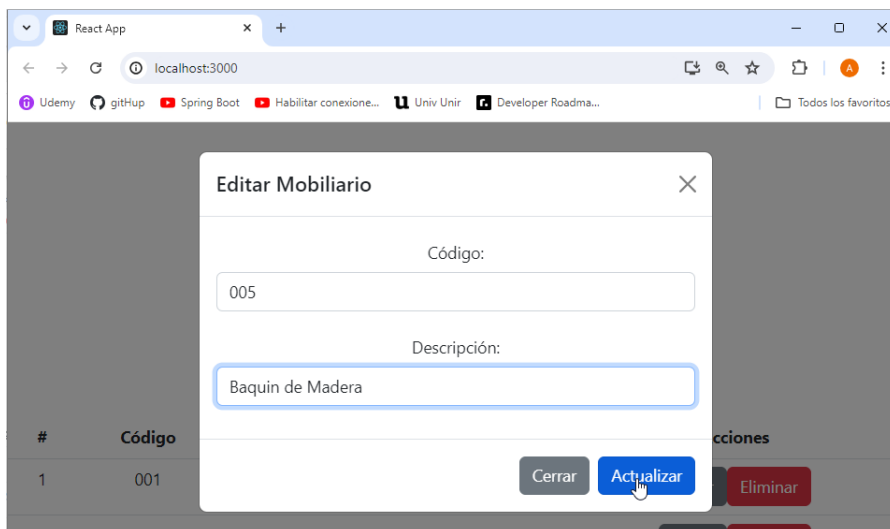 React App
localhost:3000
A
Udemy gitHup Spring Boot Habilitar conexione... Univ Unir Developer Roadma... Todos los favoritos
Editar Mobiliario
Código:
005
Descripción:
Baquin de Madera
Cerrar Actualizar
# Código cciones
1 001 Eliminar